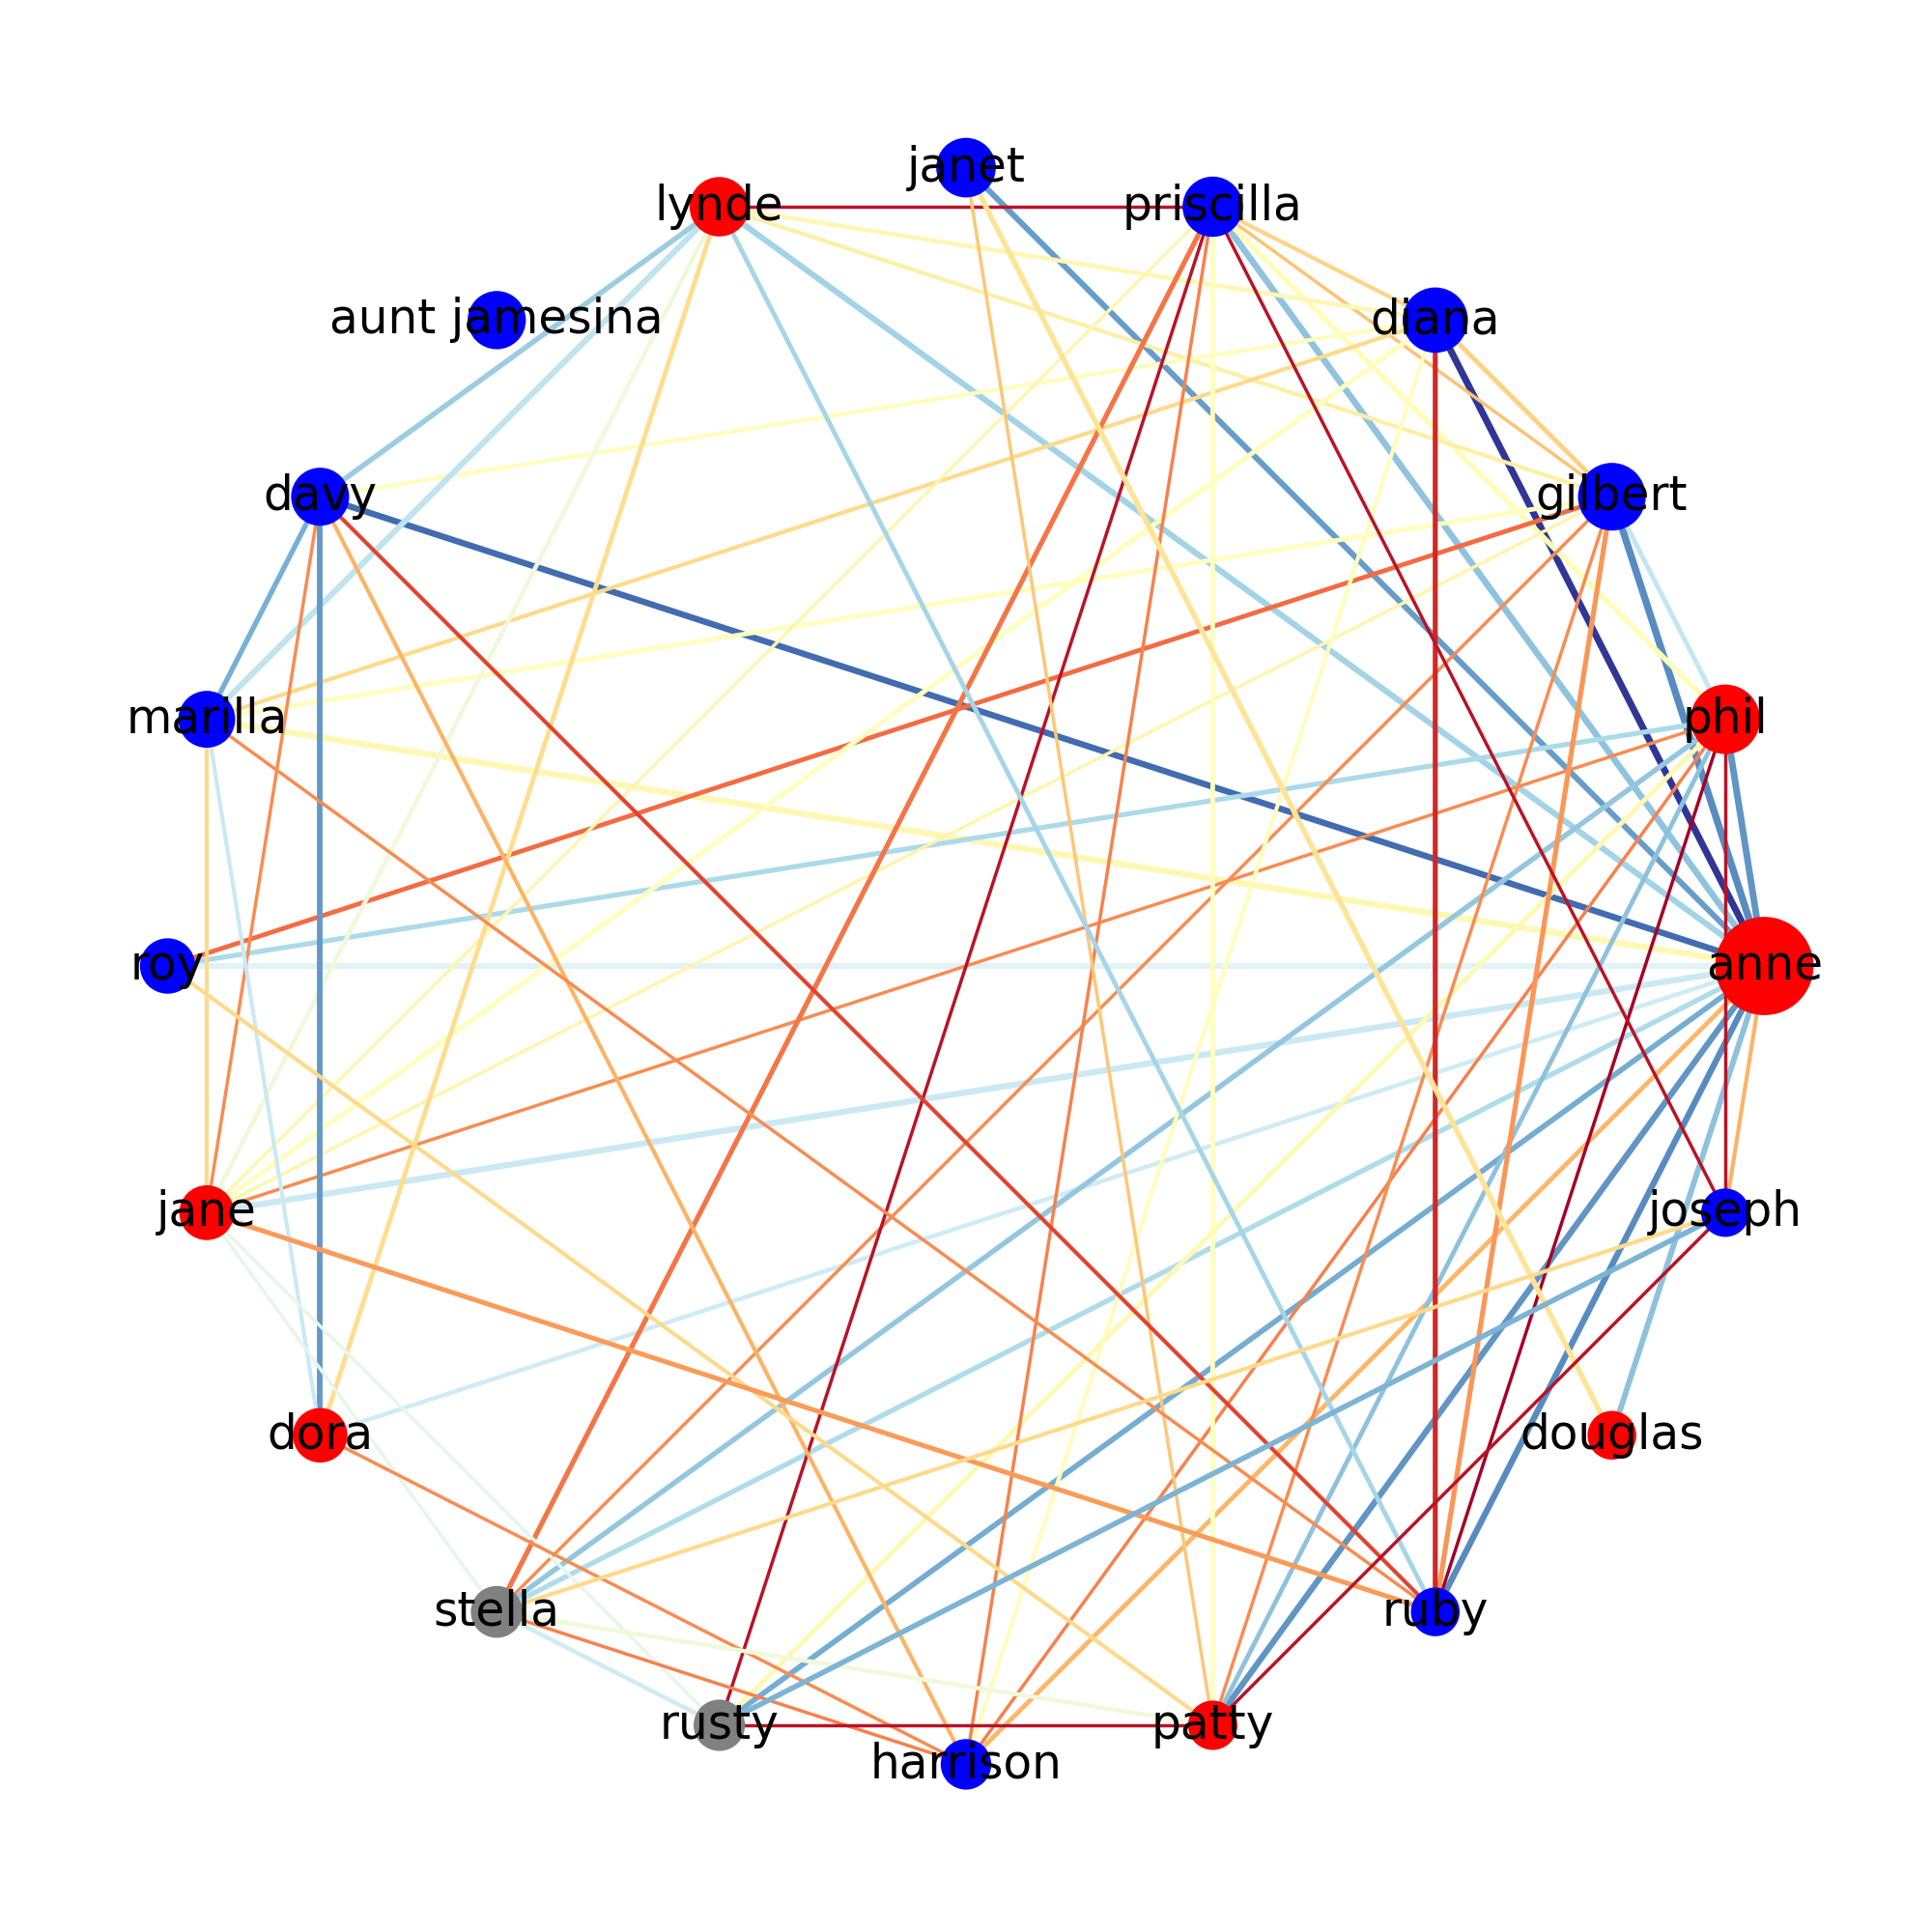 janet
lynde
priscilla
aunt jamesina
diana
davy
gilbert
marilla
phil
roy
anne
jane
joseph
dora
douglas
stella
ruby
rusty
patty
harrison